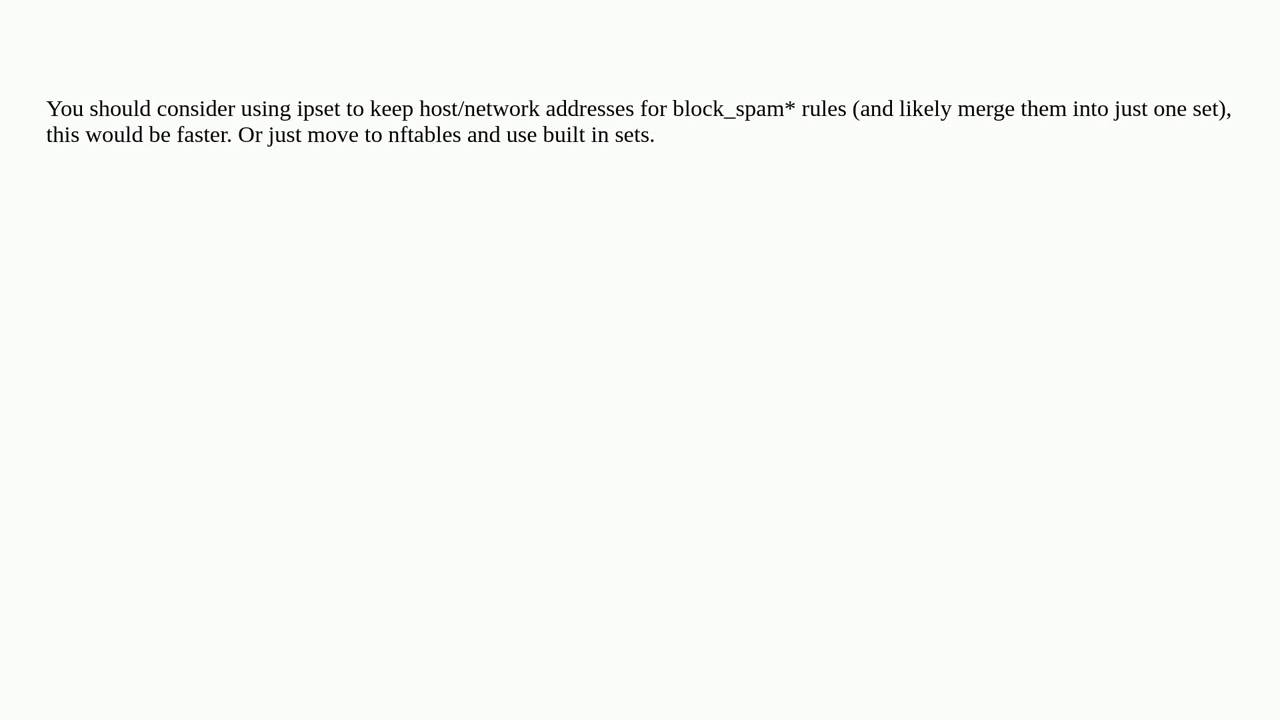 You should consider using ipset to keep host/network addresses for block_spam* rules (and likely merge them into just one set),
this would be faster. Or just move to nftables and use built in sets.